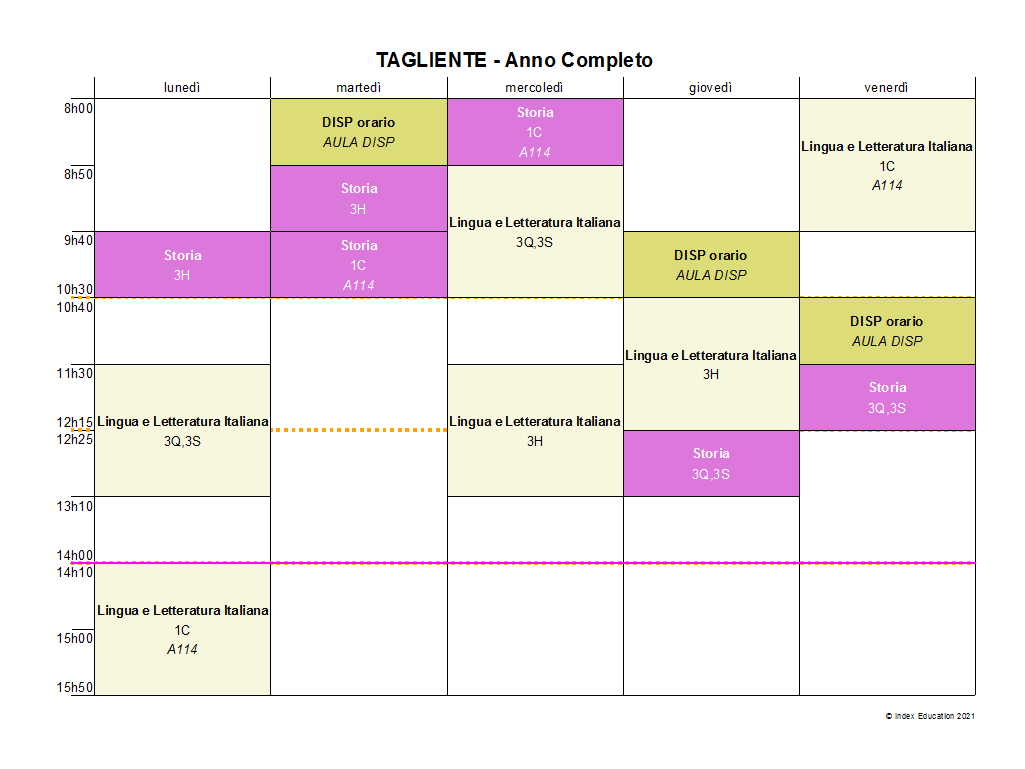 TAGLIENTE - Anno Completo
lunedì martedì mercoledì giovedì venerdì
8h00
8h50
9h40
10h30
10h40
11h30
12h15
12h25
13h10
14h00
14h10
15h00
15h50
Storia
3H
Lingua e Letteratura Italiana
3Q,3S
Lingua e Letteratura Italiana
1C
A114
DISP orario
AULA DISP
Storia
3H
Storia
1C
A114
Storia
1C
A114
Lingua e Letteratura Italiana
3Q,3S
Lingua e Letteratura Italiana
3H
DISP orario
AULA DISP
Lingua e Letteratura Italiana
3H
Storia
3Q,3S
Lingua e Letteratura Italiana
1C
A114
DISP orario
AULA DISP
Storia
3Q,3S
© Index Education 2021